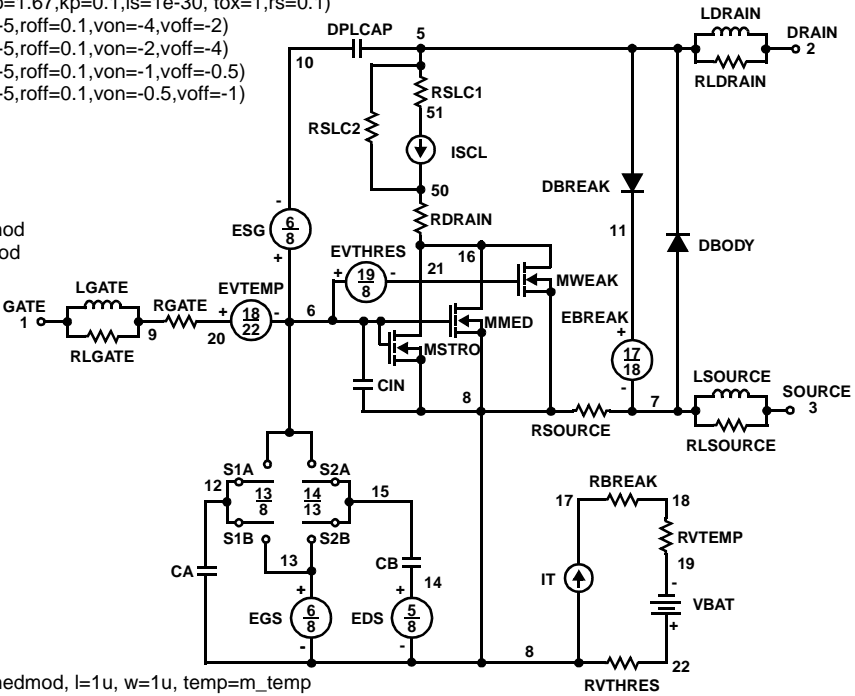 o=1.67,kp=0.1,is=1e-30, tox=1,rs=0.1)
-5,roff=0.1,von=-4,voff=-2)
-5,roff=0.1,von=-2,voff=-4)
-5,roff=0.1,von=-1,voff=-0.5)
-5,roff=0.1,von=-0.5,voff=-1)
nod
od
LDRAIN
DRAIN
2
RLDRAIN
DPLCAP
5
10
RSLC1
51
RSLC2
ISCL
50
RDRAIN
DBREAK
11
DBODY
ESG
-
6
8
+
EVTHRES
+
19
8
-
21
16
MWEAK
LGATE
GATE
1
RLGATE
9
RGATE
20
EVTEMP
+
18
22
-
6
MMED
MSTRO
CIN
EBREAK
+
17
18
-
LSOURCE
SOURCE
3
RLSOURCE
8
RSOURCE
7
S1A
S2A
12
13
8
14
13
15
S1B
S2B
13
CA
CB
14
+
EGS
6
8
-
+
EDS
5
8
-
RBREAK
17
18
RVTEMP
19
-
IT
VBAT
+
8
22
RVTHRES
nedmod, l=1u, w=1u, temp=m_temp